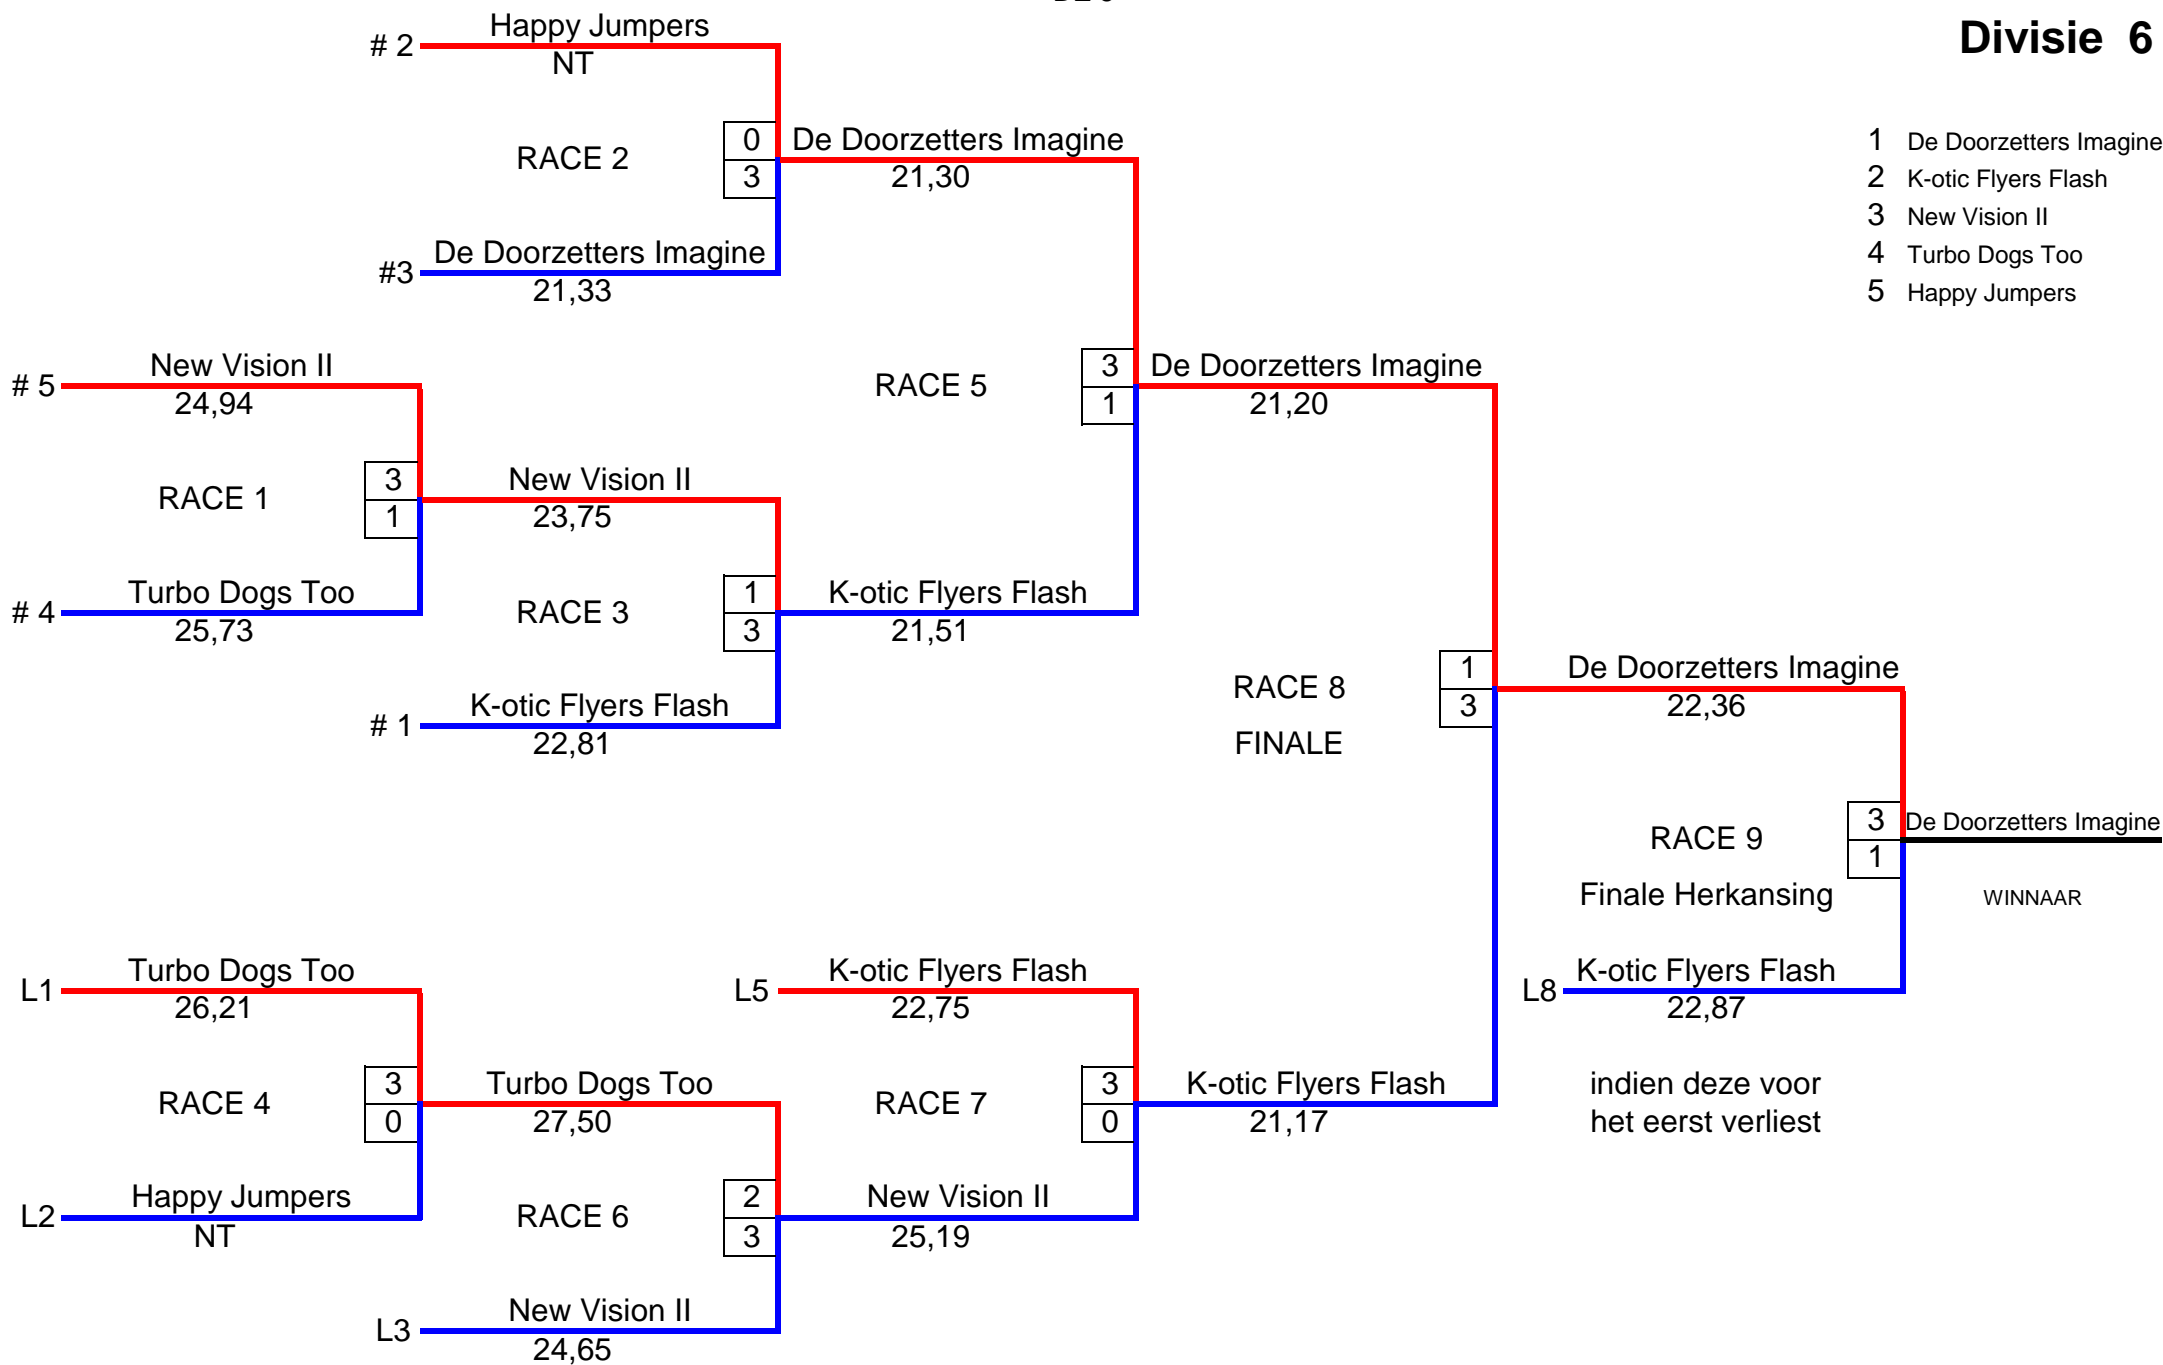 Divisie 6
Happy Jumpers
# 2
NT
0
RACE 2
3
De Doorzetters Imagine
21,30
De Doorzetters Imagine
#3
21,33
1 De Doorzetters Imagine
2 K-otic Flyers Flash
3 New Vision II
4 Turbo Dogs Too
5 Happy Jumpers
New Vision II
# 5
24,94
3
RACE 1
1
Turbo Dogs Too
# 4
25,73
RACE 5
3
1
De Doorzetters Imagine
21,20
New Vision II
23,75
RACE 3
1
3
K-otic Flyers Flash
21,51
K-otic Flyers Flash
# 1
22,81
RACE 8
FINALE
1
3
De Doorzetters Imagine
22,36
RACE 9
Finale Herkansing
3
1
De Doorzetters Imagine
WINNAAR
Turbo Dogs Too
L1
26,21
RACE 4
3
0
Happy Jumpers
L2
NT
Turbo Dogs Too
27,50
RACE 6
2
3
New Vision II
L3
24,65
K-otic Flyers Flash
L5
22,75
RACE 7
3
0
New Vision II
25,19
K-otic Flyers Flash
21,17
K-otic Flyers Flash
L8
22,87
indien deze voor
het eerst verliest